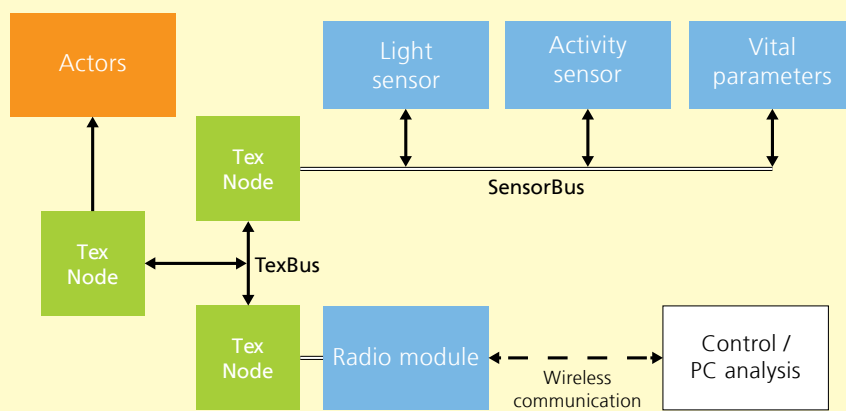 Actors
Light
sensor
Activity
sensor
Vital
parameters
Tex
Node
SensorBus
Tex
Node
TexBus
Tex
Node
Radio module
Wireless
communication
Control /
PC analysis